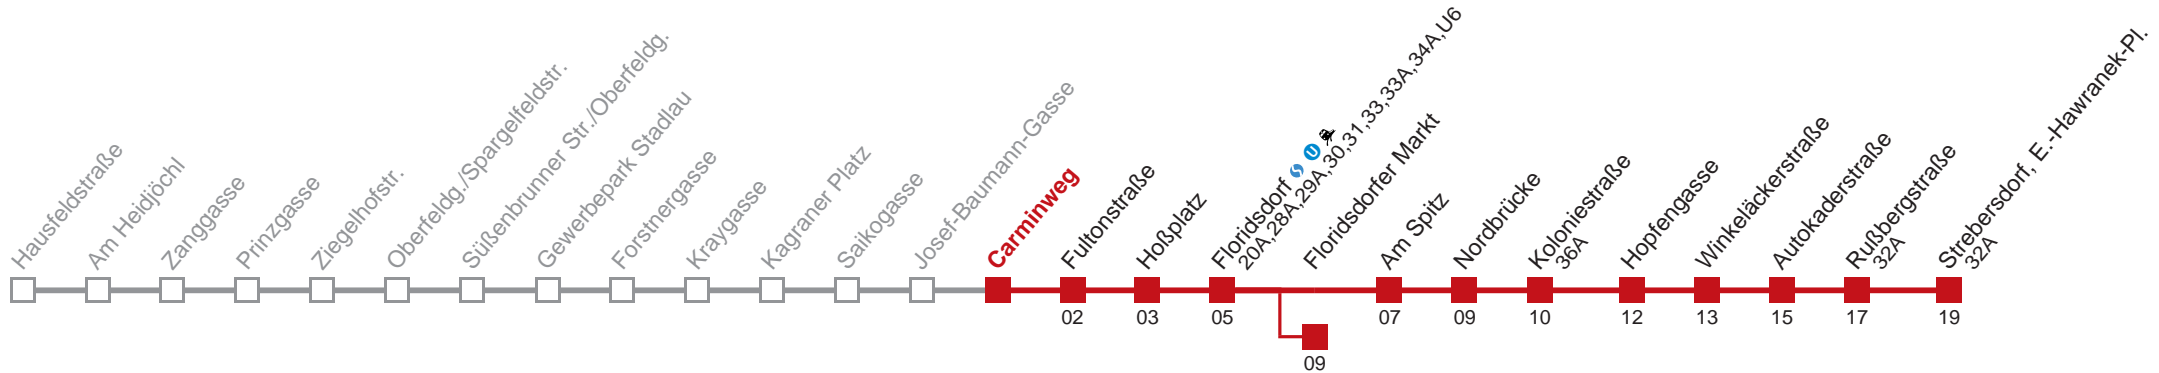 Hausfeldstraße
Am Heidjöchl
Zanggasse
Prinzgasse
Ziegelhofstr.
Oberfeldg./Spargelfeldstr.
Süßenbrunner Str./Oberfeldg.
Gewerbepark Stadlau
Forstnergasse
Kraygasse
Kagraner Platz
Saikogasse
Josef-Baumann-Gasse
Carminweg
Fultonstraße
02
Hoßplatz
03
Floridsdorf S U
20A,28A,29A,30,31,33,33A,34A,U6
05
Floridsdorfer Markt
09
Am Spitz
07
Nordbrücke
09
Koloniestraße
36A
10
Hopfengasse
12
Winkeläckerstraße
13
Autokaderstraße
15
Rußbergstraße
32A
17
Strebersdorf, E.-Hawranek-Pl.
32A
19